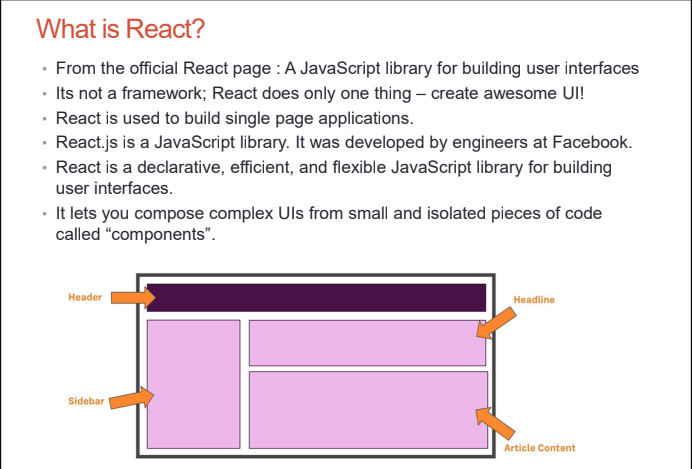 What is React?
• From the official React page : A JavaScript library for building user interfaces
• Its not a framework; React does only one thing – create awesome UI!
• React is used to build single page applications.
• React.js is a JavaScript library. It was developed by engineers at Facebook.
• React is a declarative, efficient, and flexible JavaScript library for building
user interfaces.
• It lets you compose complex UIs from small and isolated pieces of code
called “components”.
Header
Headline
Sidebar
Article Content